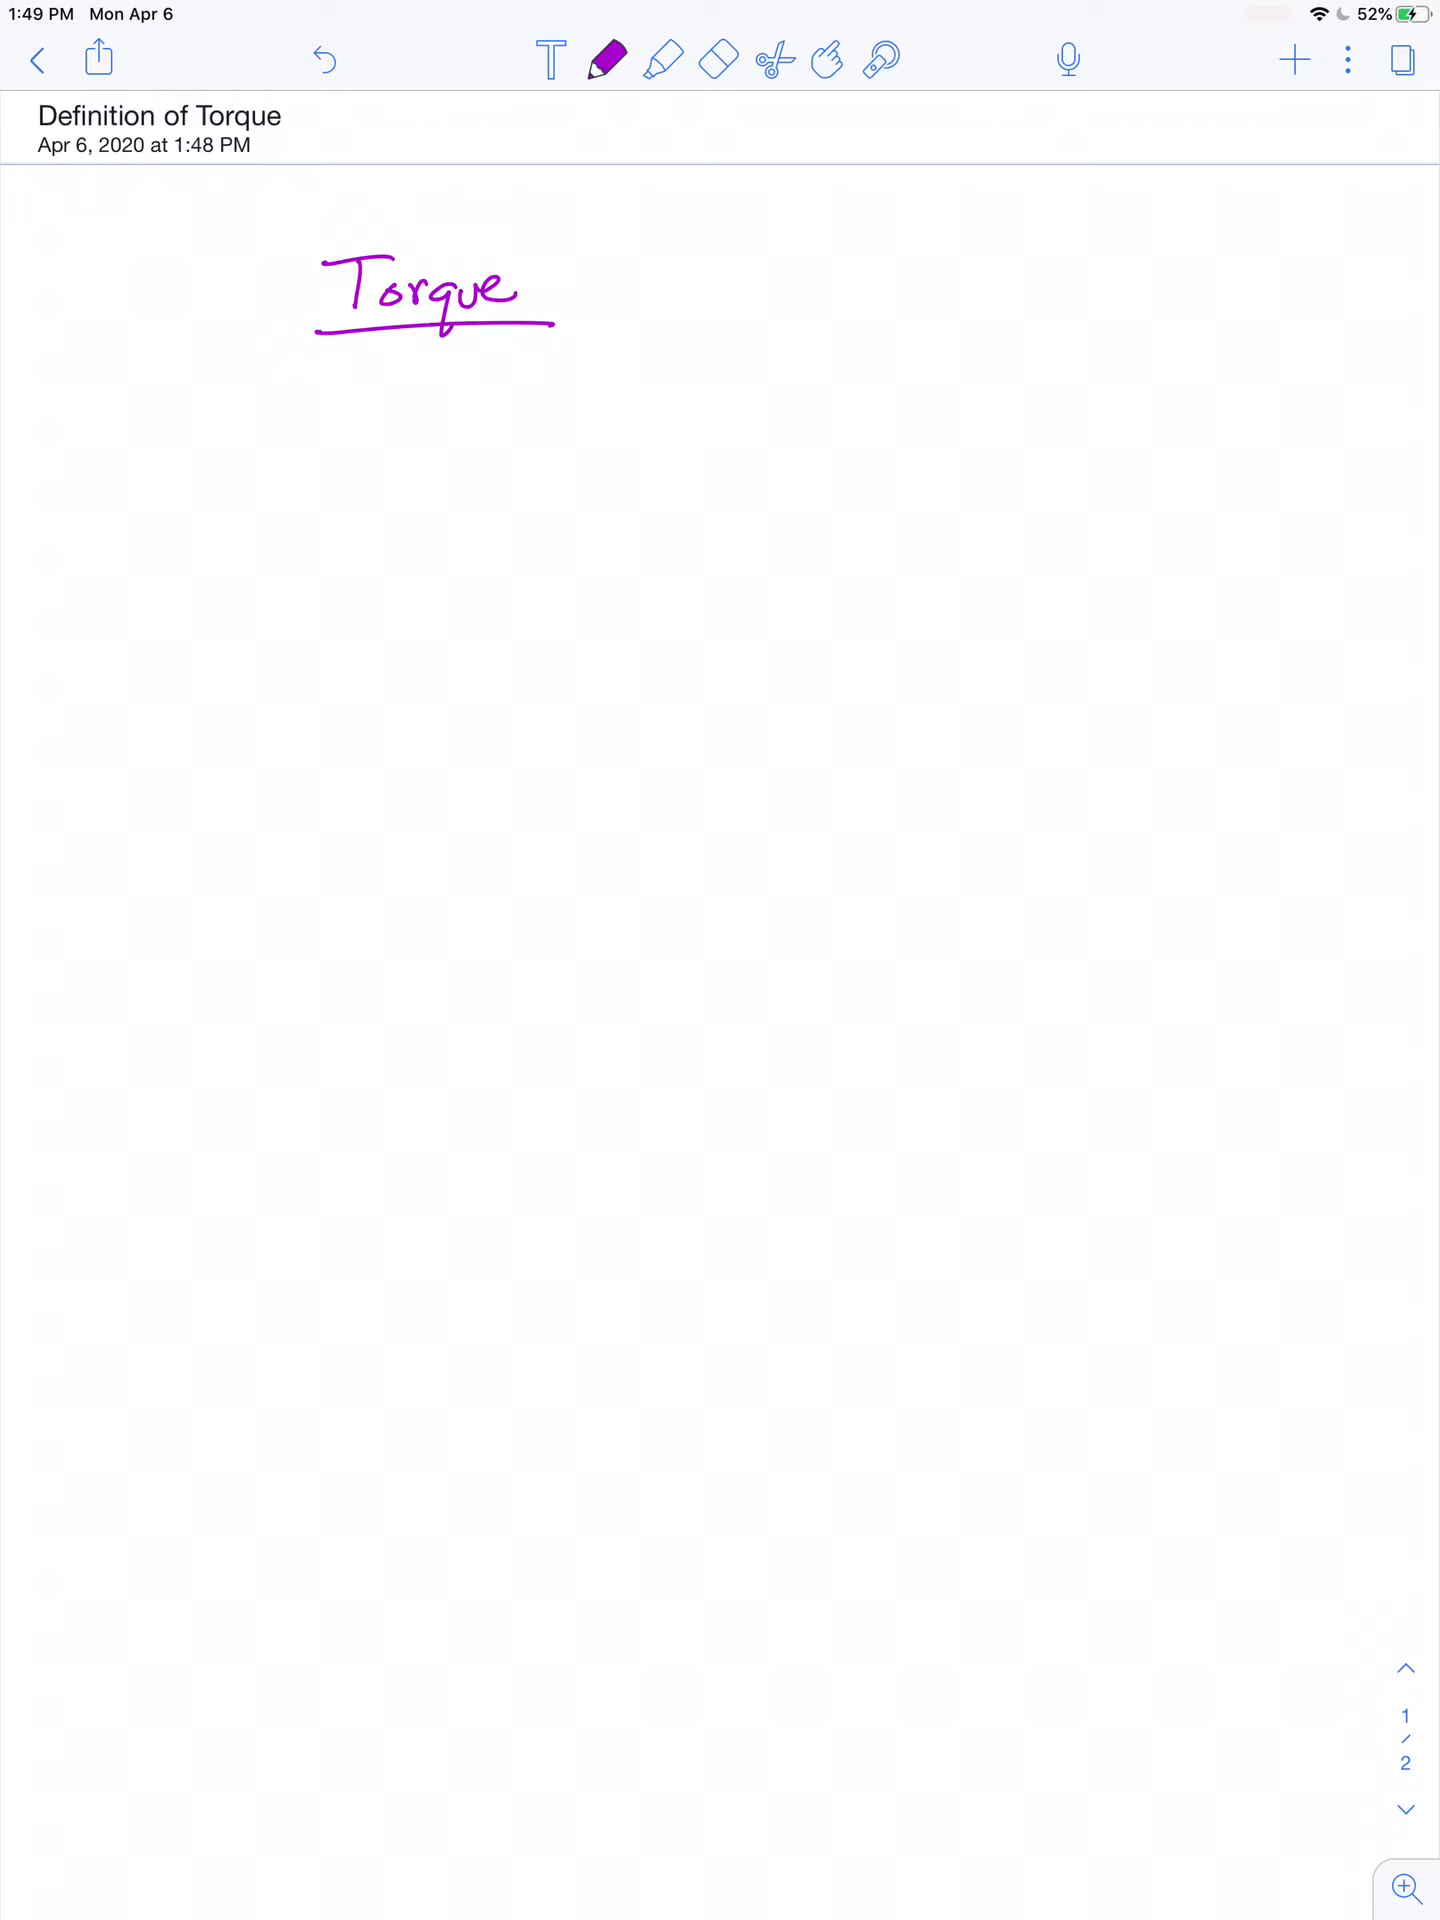 1:49 PM Mon Apr 6 52%
T
Definition of Torque
Apr 6, 2020 at 1:48 PM
Torque
1
/
2